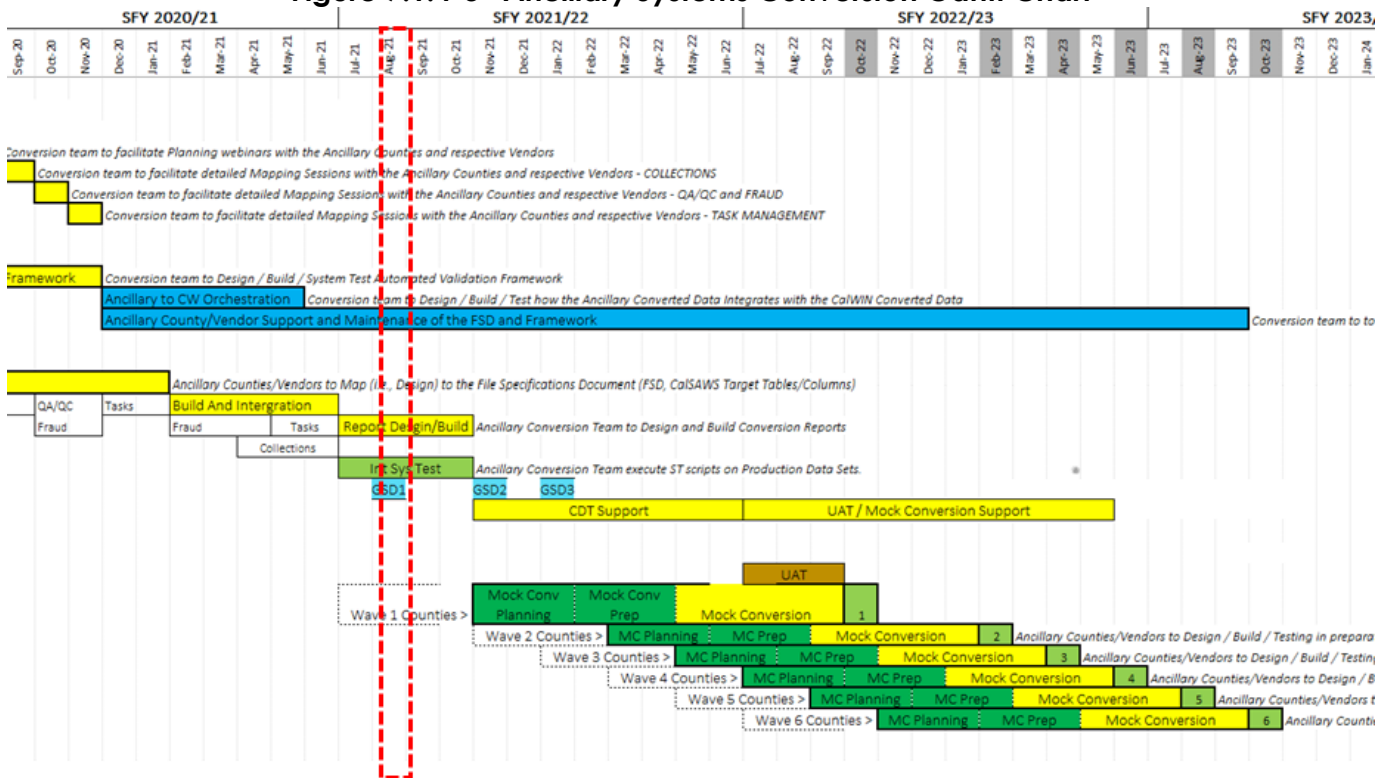 Ancillary Systems Conversion Gantt Chart
SFY 2020/21 SFY 2021/22 SFY 2022/23 SFY 2023/
Sep-20 Oct-20 Nov-20 Dec-20 Jan-21 Feb-21 Mar-21 Apr-21 May-21 Jun-21 Jul-21 Aug-21 Sep-21 Oct-21 Nov-21 Dec-21 Jan-22 Feb-22 Mar-22 Apr-22 May-22 Jun-22 Jul-22 Aug-22 Sep-22 Oct-22 Nov-22 Dec-22 Jan-23 Feb-23 Mar-23 Apr-23 May-23 Jun-23 Jul-23 Aug-23 Sep-23 Oct-23 Nov-23 Dec-23 Jan-24
Conversion team to facilitate Planning webinars with the Ancillary Counties and respective Vendors
Conversion team to facilitate detailed Mapping Sessions with the Ancillary Counties and respective Vendors - COLLECTIONS
Conversion team to facilitate detailed Mapping Sessions with the Ancillary Counties and respective Vendors - QA/QC and FRAUD
Conversion team to facilitate detailed Mapping Sessions with the Ancillary Counties and respective Vendors - TASK MANAGEMENT
Framework Conversion team to Design / Build / System Test Automated Validation Framework
Ancillary to CW Orchestration Conversion team to Design / Build / Test how the Ancillary Converted Data Integrates with the CalWIN Converted Data
Ancillary County/Vendor Support and Maintenance of the FSD and Framework Conversion team to to
Ancillary Counties/Vendors to Map (i.e., Design) to the File Specifications Document (FSD, CalSAWS Target Tables/Columns)
QA/QC Tasks Build And Intergration
Fraud Fraud Tasks Report Desgin/Build Ancillary Conversion Team to Design and Build Conversion Reports
Collections
Int Sys Test Ancillary Conversion Team execute ST scripts on Production Data Sets.
GSD1 GSD2 GSD3
CDT Support UAT / Mock Conversion Support
UAT
Mock Conv Mock Conv
Wave 1 Counties > Planning Prep Mock Conversion 1
Wave 2 Counties > MC Planning MC Prep Mock Conversion 2 Ancillary Counties/Vendors to Design / Build / Testing in prepara
Wave 3 Counties > MC Planning MC Prep Mock Conversion 3 Ancillary Counties/Vendors to Design / Build / Testing
Wave 4 Counties > MC Planning MC Prep Mock Conversion 4 Ancillary Counties/Vendors to Design / B
Wave 5 Counties > MC Planning MC Prep Mock Conversion 5 Ancillary Counties/Vendors t
Wave 6 Counties > MC Planning MC Prep Mock Conversion 6 Ancillary Counti